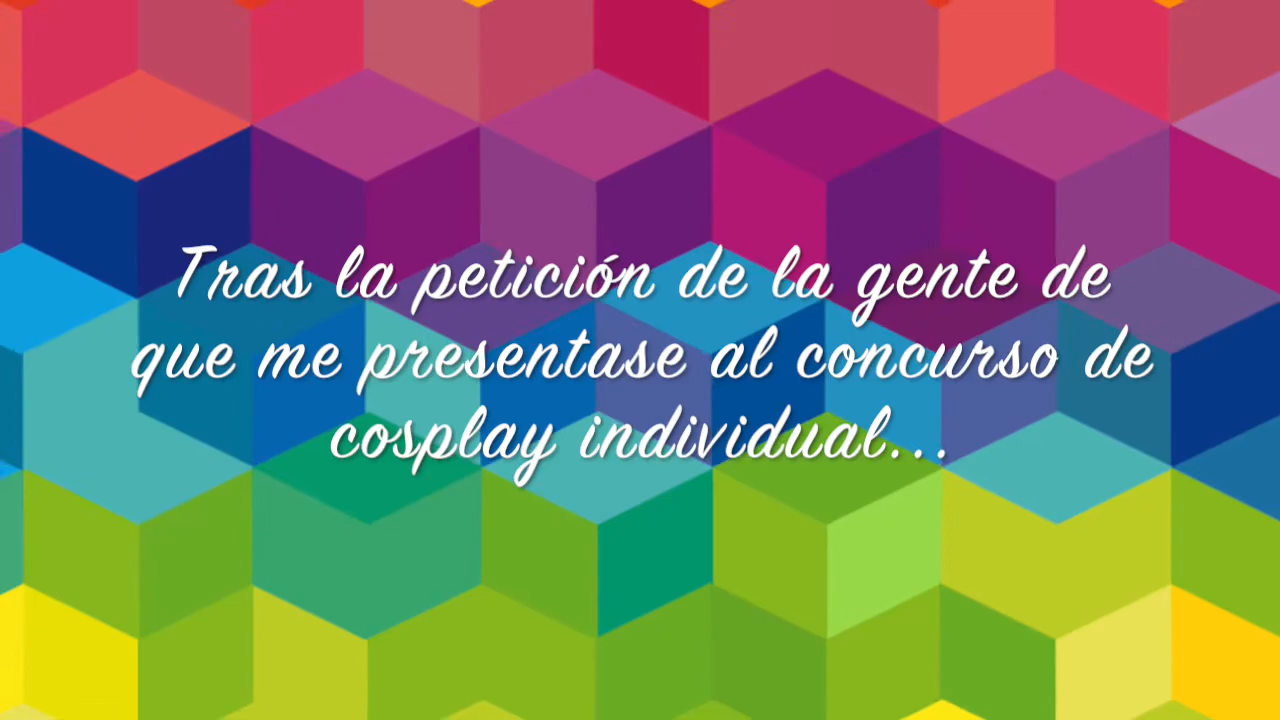 Tras la petición de la gente de
que me presentase al concurso de
cosplay individual...